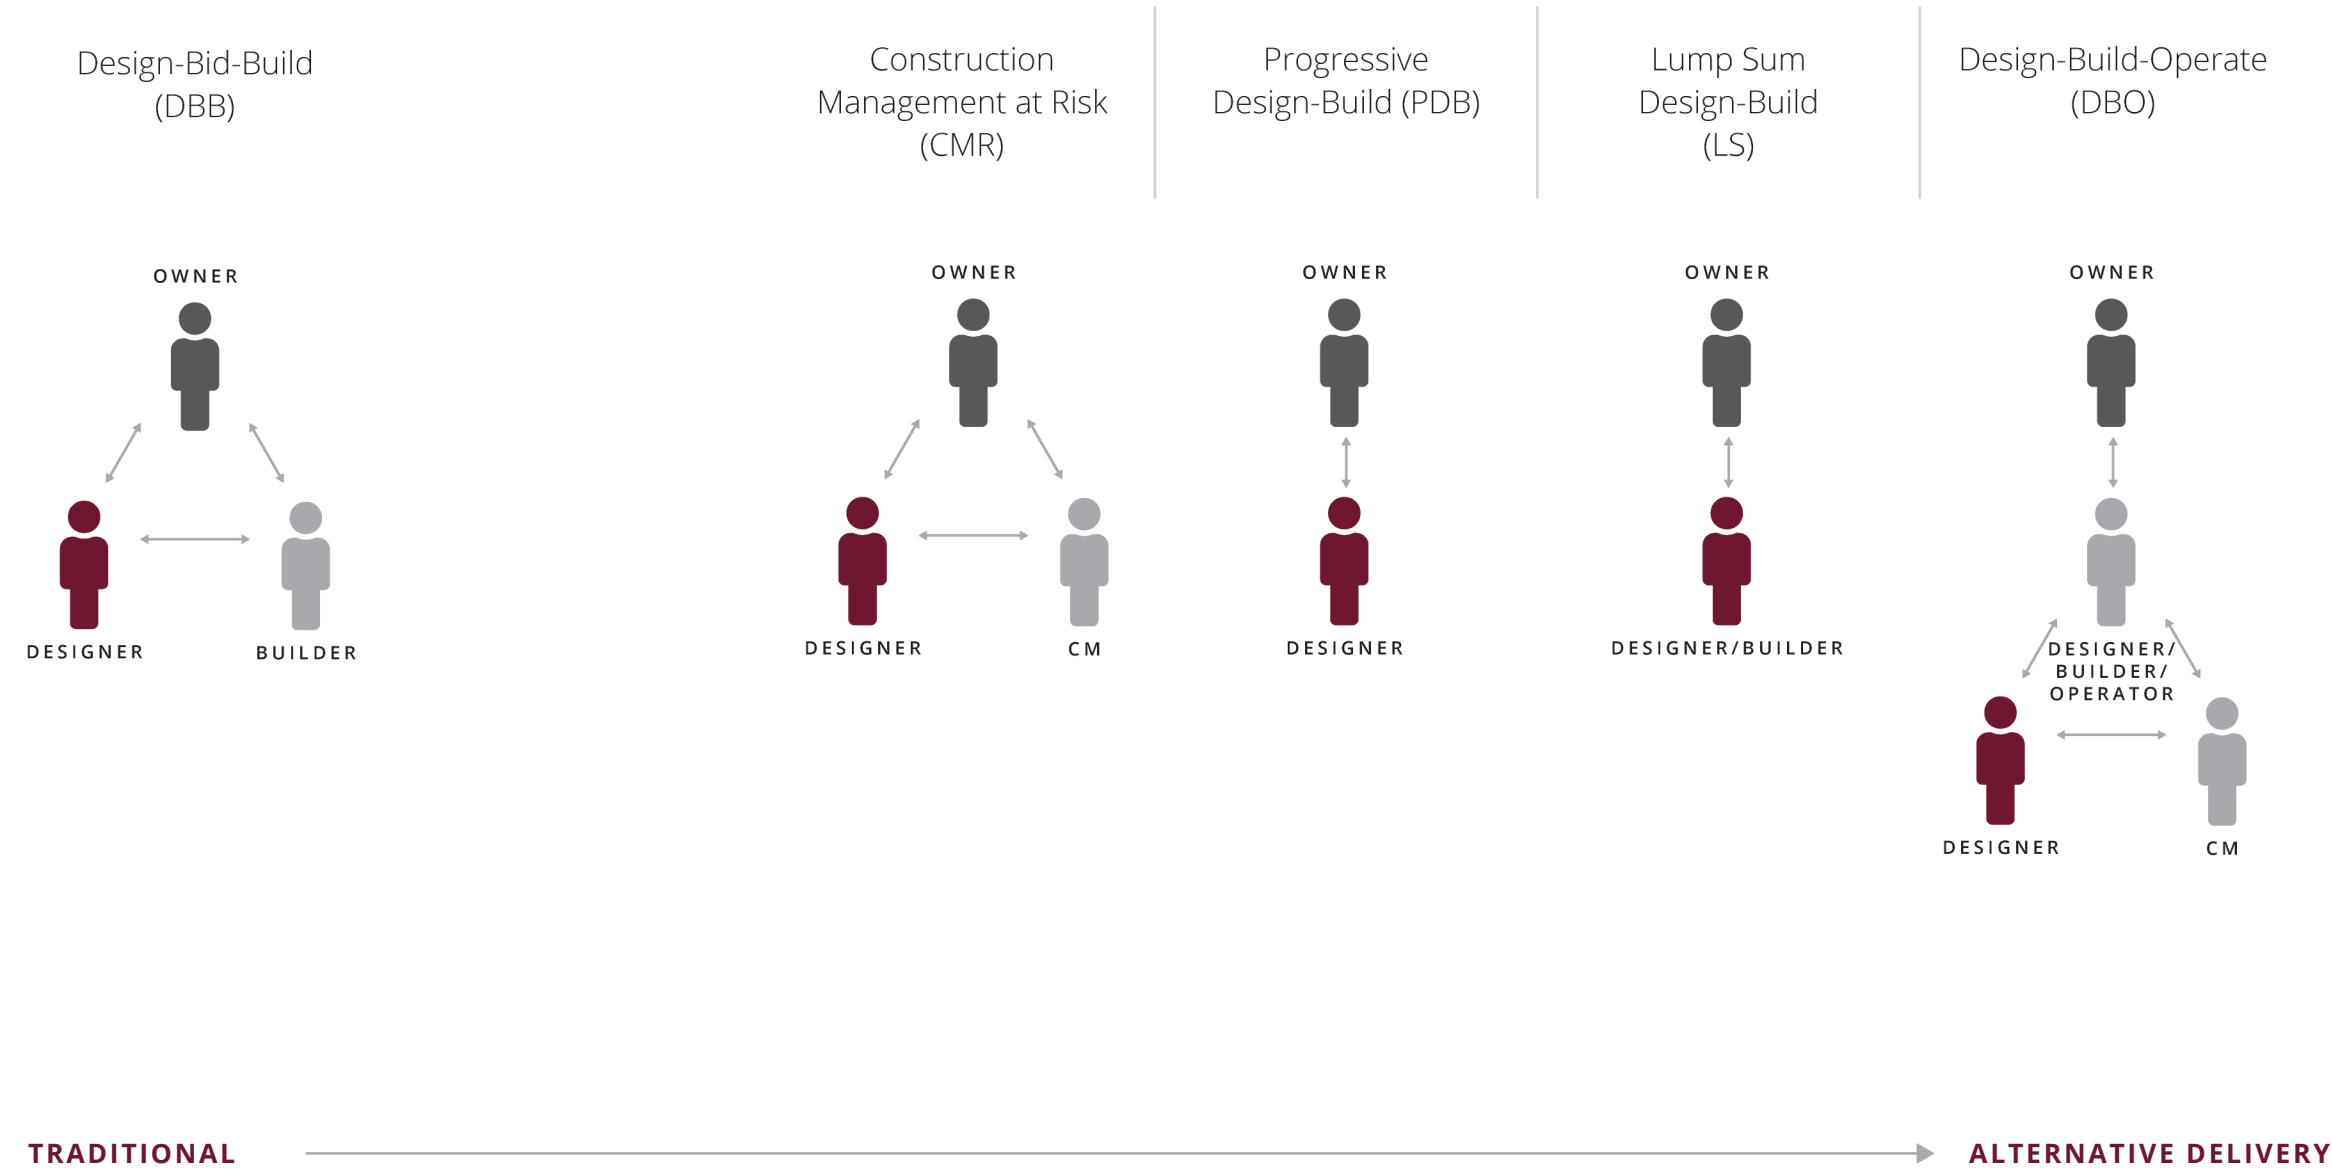 Design-Bid-Build
(DBB)
Construction
Management at Risk
(CMR)
Progressive
Design-Build (PDB)
Lump Sum
Design-Build
(LS)
Design-Build-Operate
(DBO)
OWNER
DESIGNER
BUILDER
OWNER
DESIGNER
CM
OWNER
DESIGNER
OWNER
DESIGNER/BUILDER
OWNER
DESIGNER/
BUILDER/
OPERATOR
DESIGNER
CM
TRADITIONAL
ALTERNATIVE DELIVERY